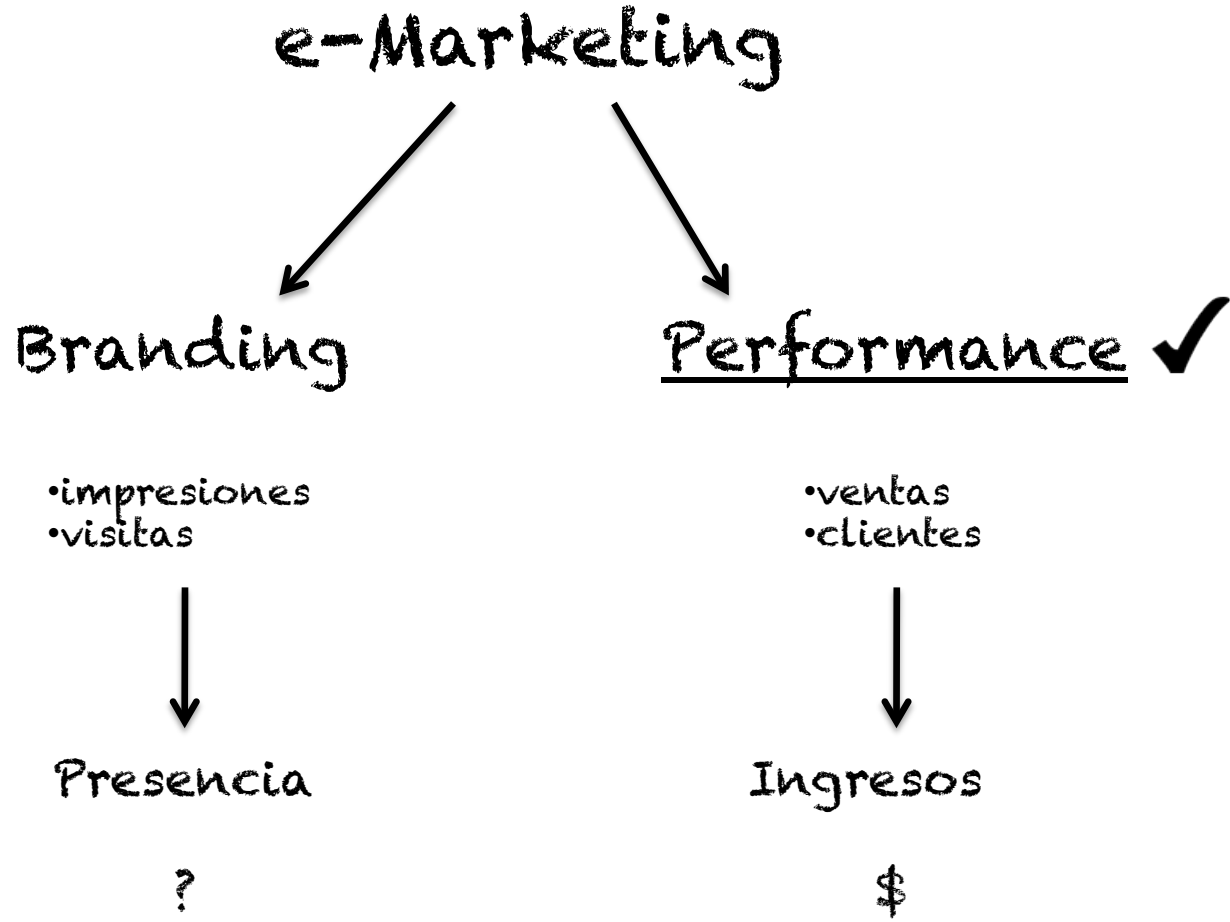 e-Marketing
Branding
Performance ✔
•impresiones
•visitas
•ventas
•clientes
Presencia
Ingresos
?
$